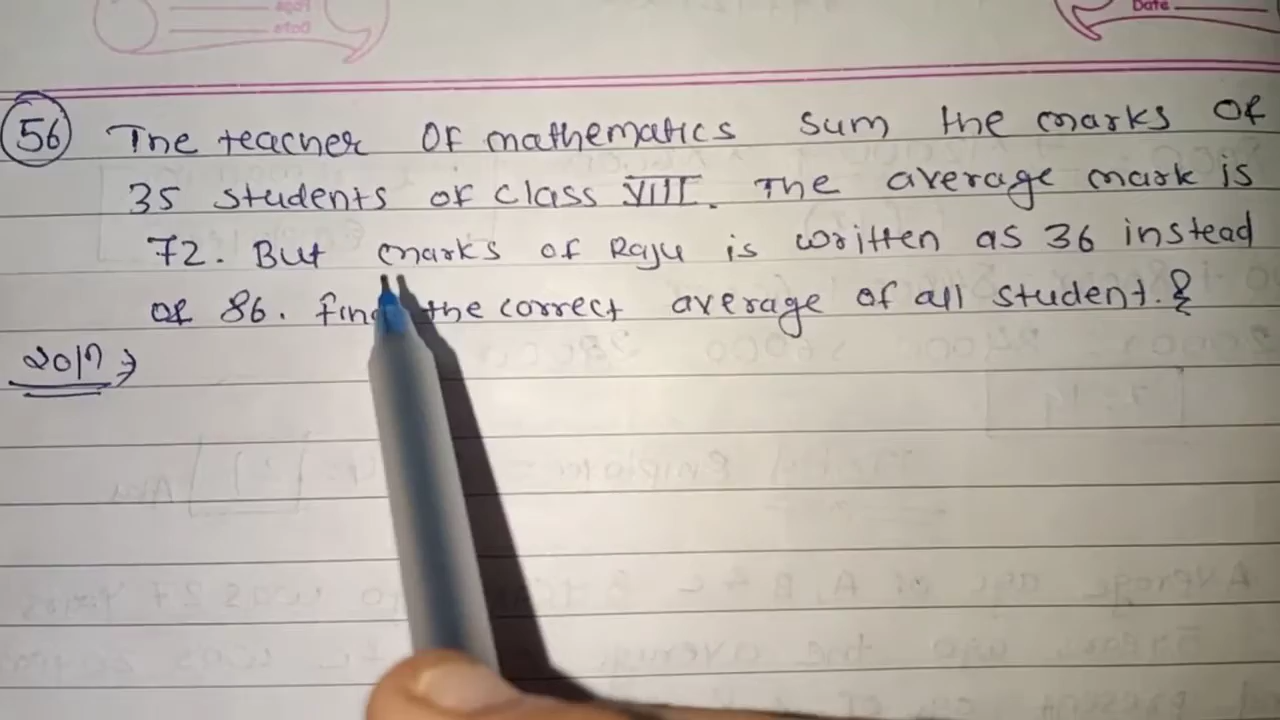 Date
56 The teacher of mathematics sum the marks of
35 students of class VIII. The average mark is
72. But marks of Raju is written as 36 instead
of 86. find the correct average of all student.